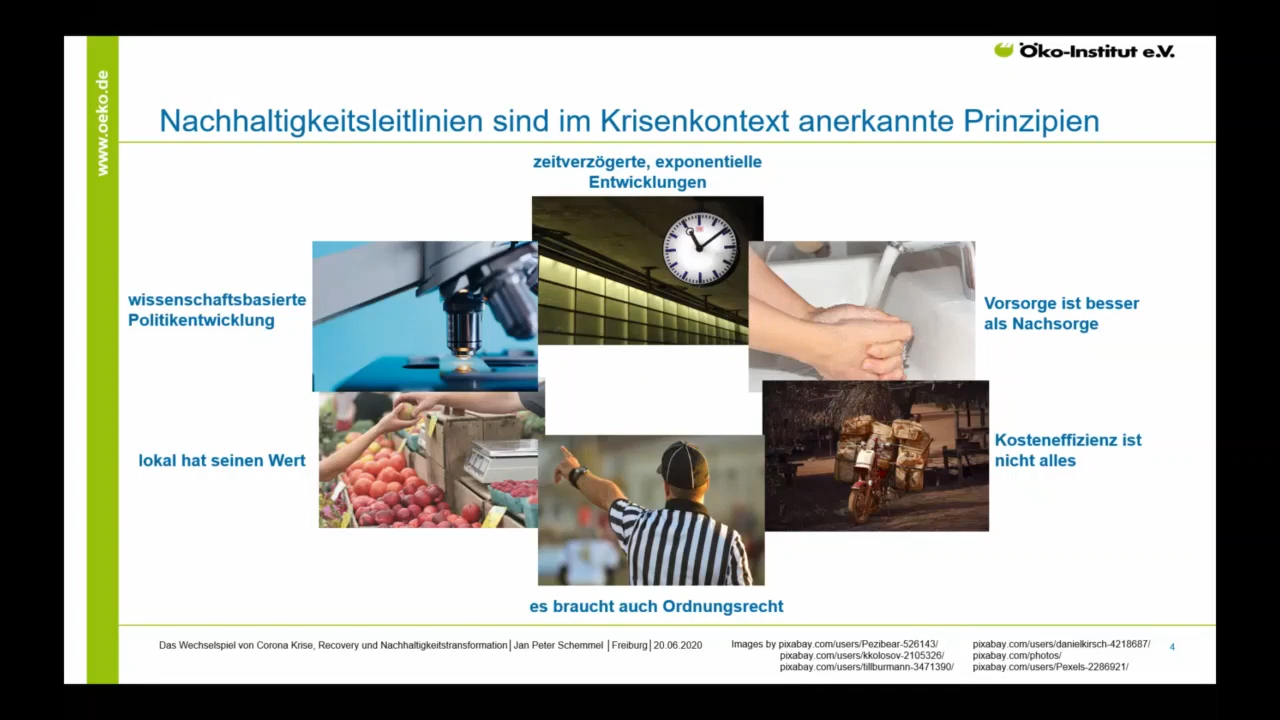 Öko-Institut e.V.
www.oeko.de
Nachhaltigkeitsleitlinien sind im Krisenkontext anerkannte Prinzipien
zeitverzögerte, exponentielle
Entwicklungen
wissenschaftsbasierte
Politikentwicklung
Vorsorge ist besser
als Nachsorge
lokal hat seinen Wert
Kosteneffizienz ist
nicht alles
es braucht auch Ordnungsrecht
Das Wechselspiel von Corona Krise, Recovery und Nachhaltigkeitstransformation│Jan Peter Schemmel │Freiburg│20.06.2020
Images by pixabay.com/users/Pezibear-526143/
pixabay.com/users/kkolosov-2105326/
pixabay.com/users/tillburmann-3471390/
pixabay.com/users/danielkirsch-4218687/
pixabay.com/photos/
pixabay.com/users/Pexels-2286921/
4